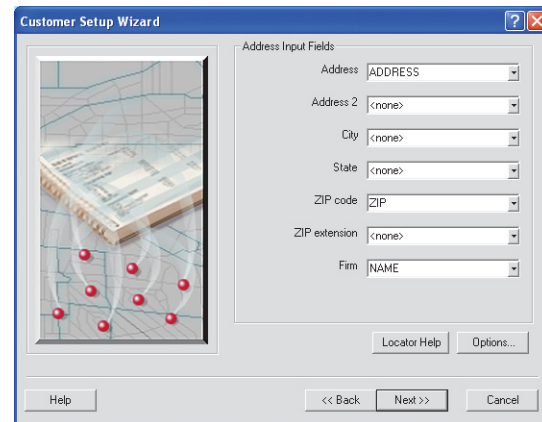 Customer Setup Wizard
Address Input Fields
Address ADDRESS
Address 2 <none>
City <none>
State <none>
ZIP code ZIP
ZIP extension <none>
Firm NAME
Locator Help Options...
Help << Back Next >> Cancel